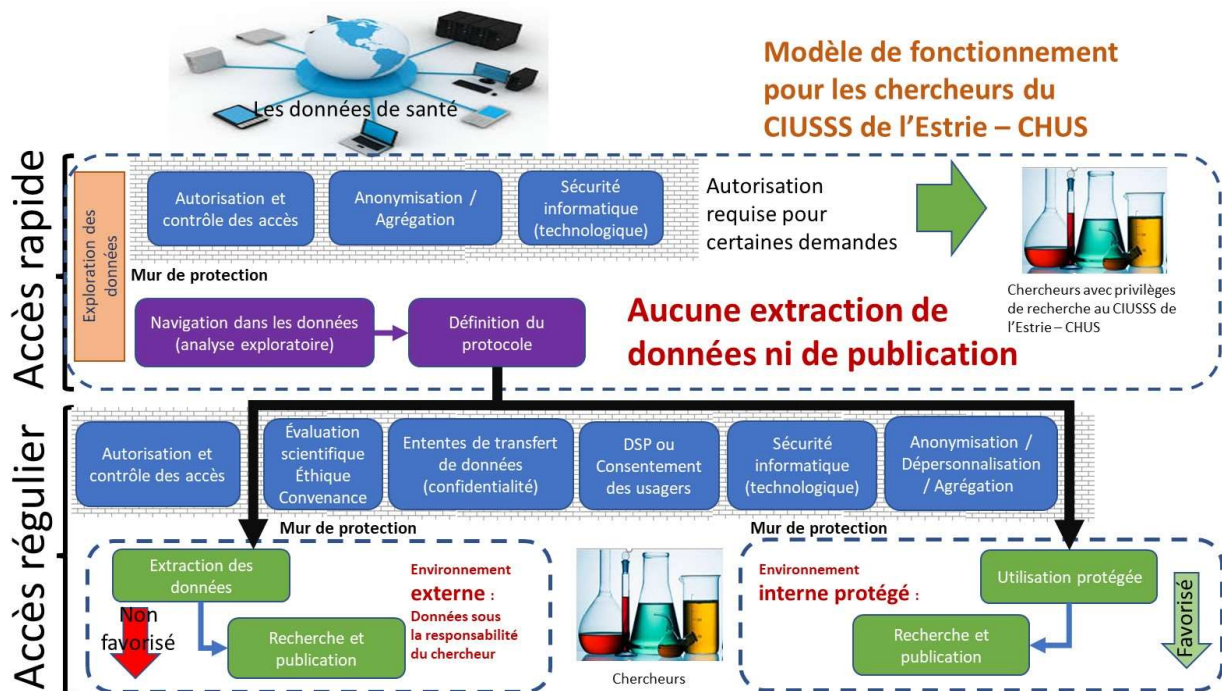 Les données de santé
Modèle de fonctionnement
pour les chercheurs du
CIUSSS de l'Estrie – CHUS
Accès rapide
Exploration des
données
Autorisation et
contrôle des accès
Anonymisation /
Agrégation
Sécurité
informatique
(technologique)
Autorisation
requise pour
certaines demandes
Mur de protection
Chercheurs avec privilèges
de recherche au CIUSSS de
l'Estrie – CHUS
Navigation dans les données
(analyse exploratoire)
Définition du
protocole
Aucune extraction de
données ni de publication
Accès régulier
Autorisation et
contrôle des accès
Évaluation
scientifique
Éthique
Convenance
Ententes de transfert
de données
(confidentialité)
DSP ou
Consentement
des usagers
Sécurité
informatique
(technologique)
Anonymisation /
Dépersonnalisation
/ Agrégation
Mur de protection
Mur de protection
Extraction des
données
Non
favorisé
Recherche et
publication
Environnement
externe :
Données sous
la responsabilité
du chercheur
Chercheurs
Environnement
interne protégé :
Utilisation protégée
Recherche et
publication
Favorisé